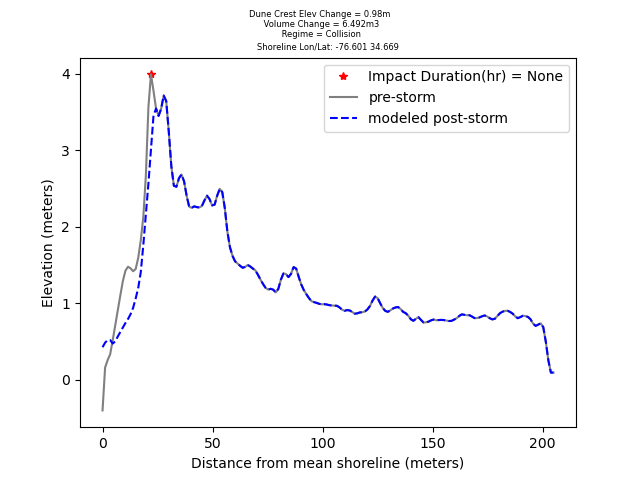 Dune Crest Elev Change = 0.98m
Volume Change = 6.492m3
Regime = Collision
Shoreline Lon/Lat: -76.601 34.669
Impact Duration(hr) = None
pre-storm
modeled post-storm
Elevation (meters)
4
3
2
1
0
0 50 100 150 200
Distance from mean shoreline (meters)